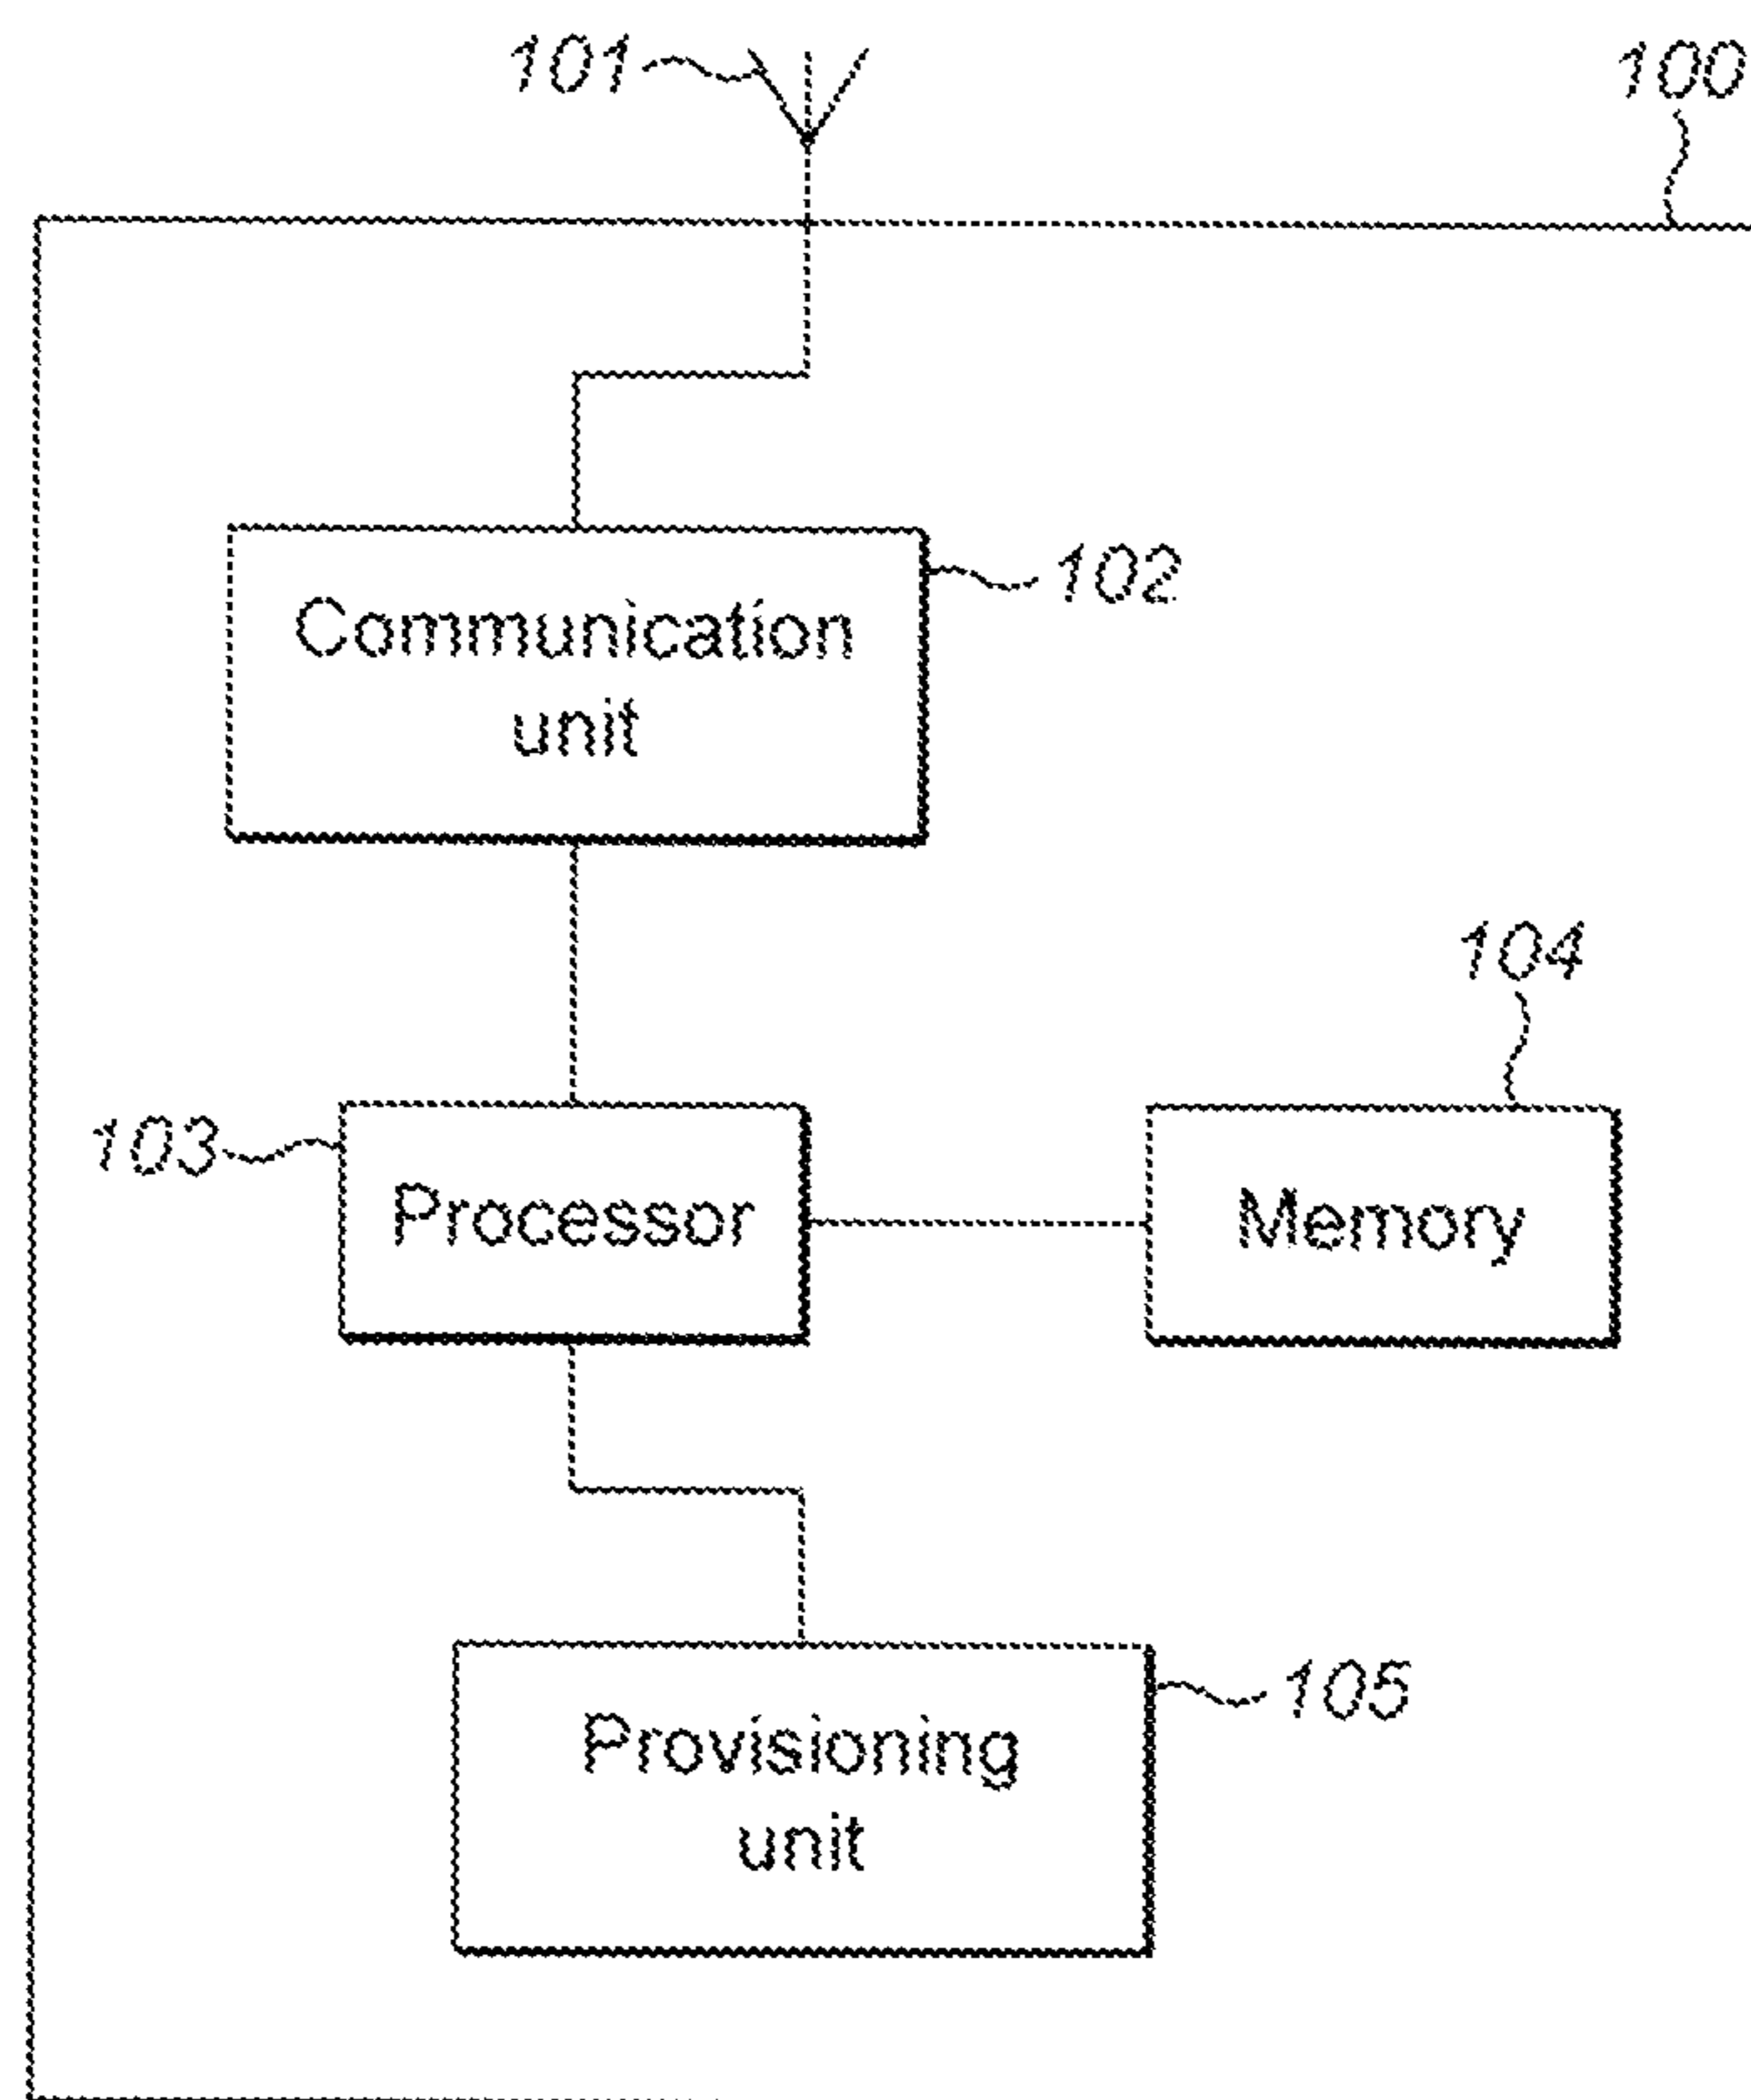 101
100
Communication
unit
102
104
103
Processor
Memory
Provisioning
unit
105